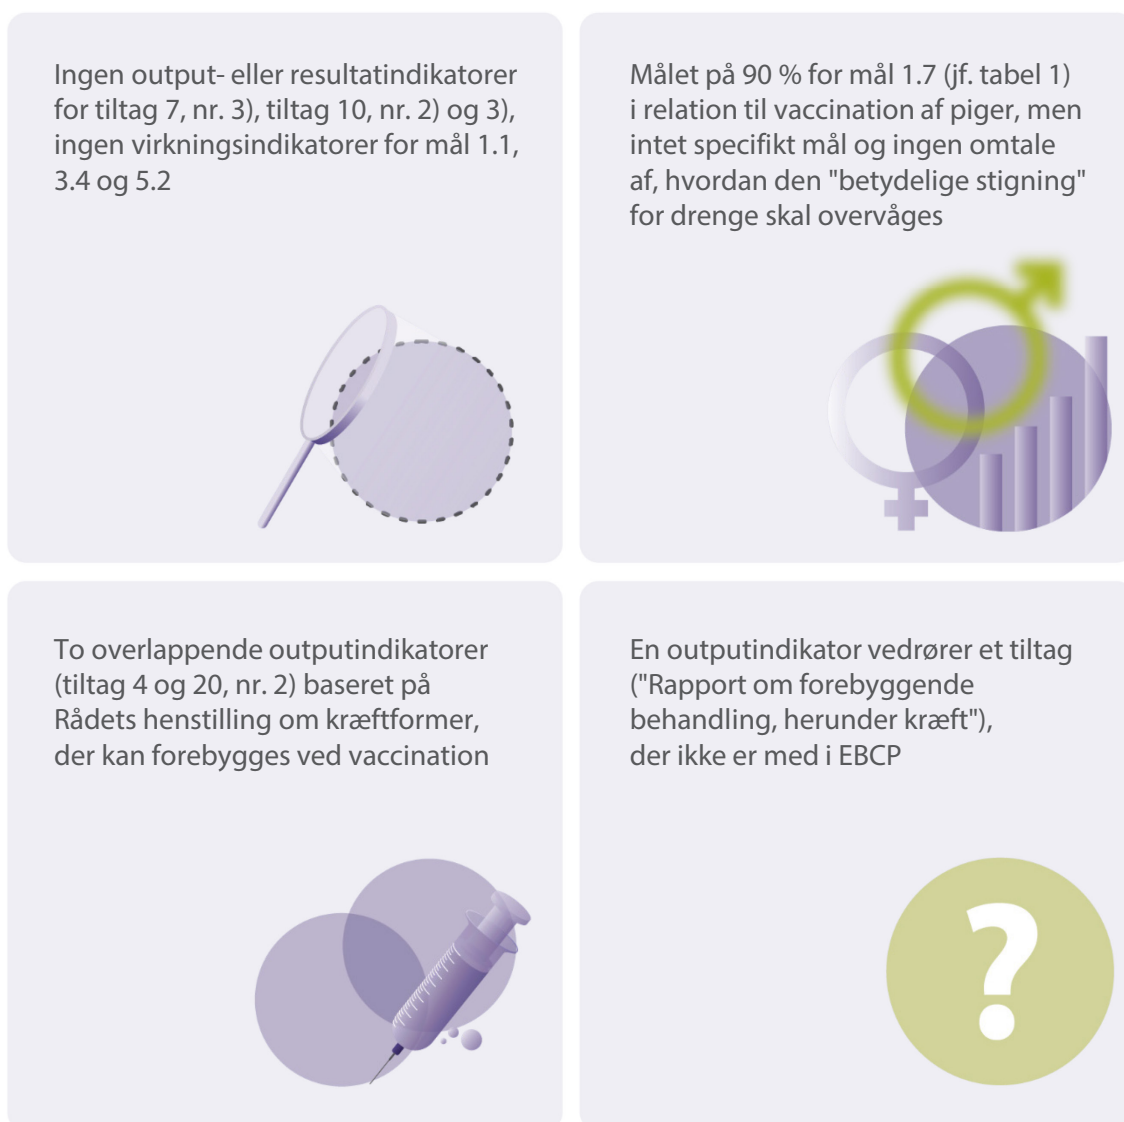 Ingen output- eller resultatindikatorer
for tiltag 7, nr. 3), tiltag 10, nr. 2) og 3),
ingen virkningsindikatorer for mål 1.1,
3.4 og 5.2
Målet på 90 % for mål 1.7 (jf. tabel 1)
i relation til vaccination af piger, men
intet specifikt mål og ingen omtale
af, hvordan den "betydelige stigning"
for drenge skal overvåges
To overlappende outputindikatorer
(tiltag 4 og 20, nr. 2) baseret på
Rådets henstilling om kræftformer,
der kan forebygges ved vaccination
En outputindikator vedrører et tiltag
("Rapport om forebyggende
behandling, herunder kræft"),
der ikke er med i EBCP
?